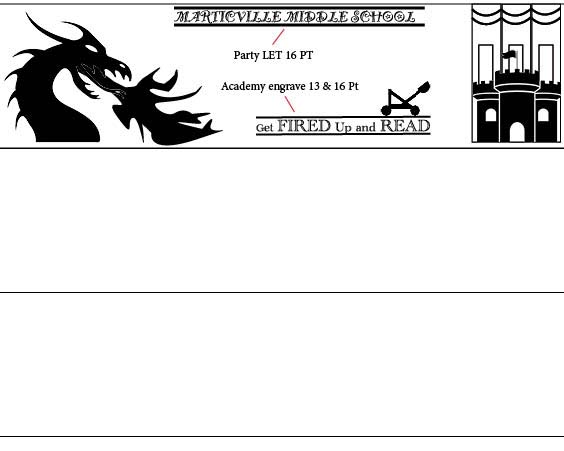 MARTICVILLE MIDDLE SCHOOL
Party LET 16 PT
Academy engrave 13 & 16 Pt
Get FIRED Up and READ